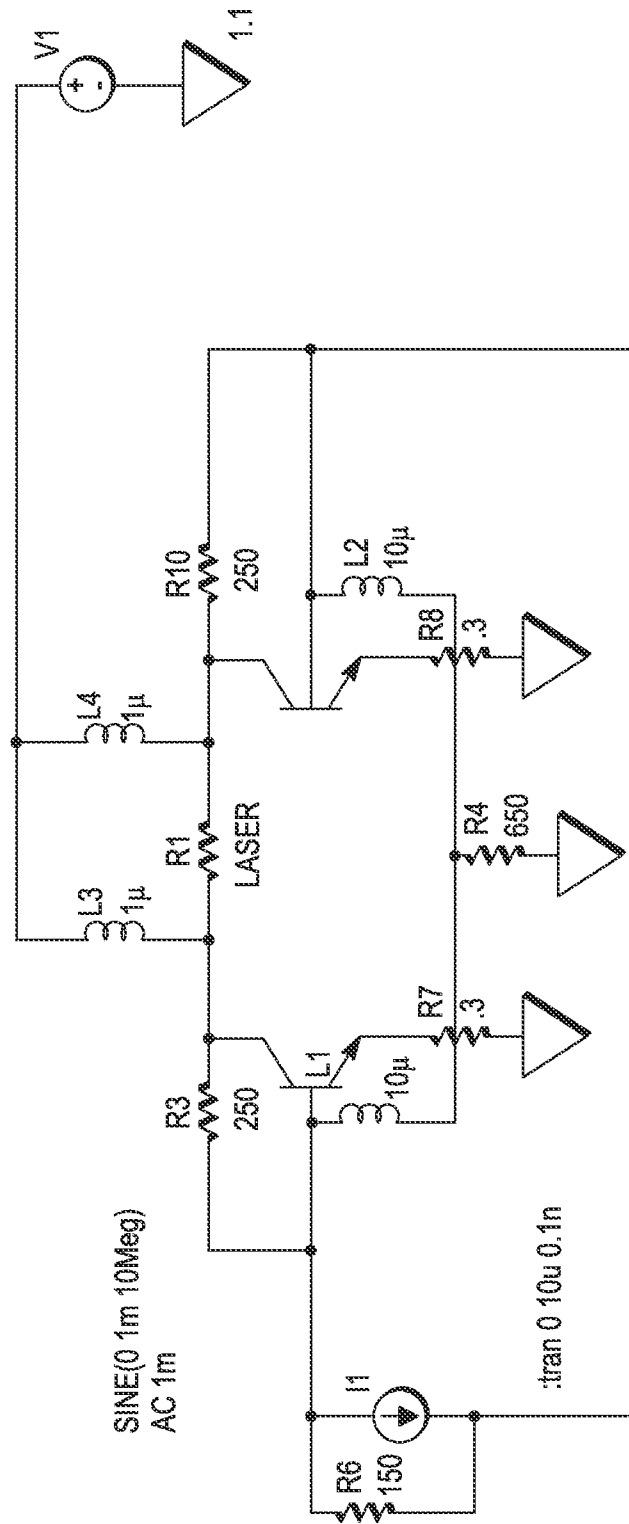 V1
+
-
1.1
L3
1µ
L4
1µ
R3
250
R1
LASER
R10
250
SINE(0 1m 10Meg)
AC 1m
L1
10µ
L2
10µ
R7
.3
R8
.3
R4
650
I1
R6
150
:tran 0 10u 0.1n